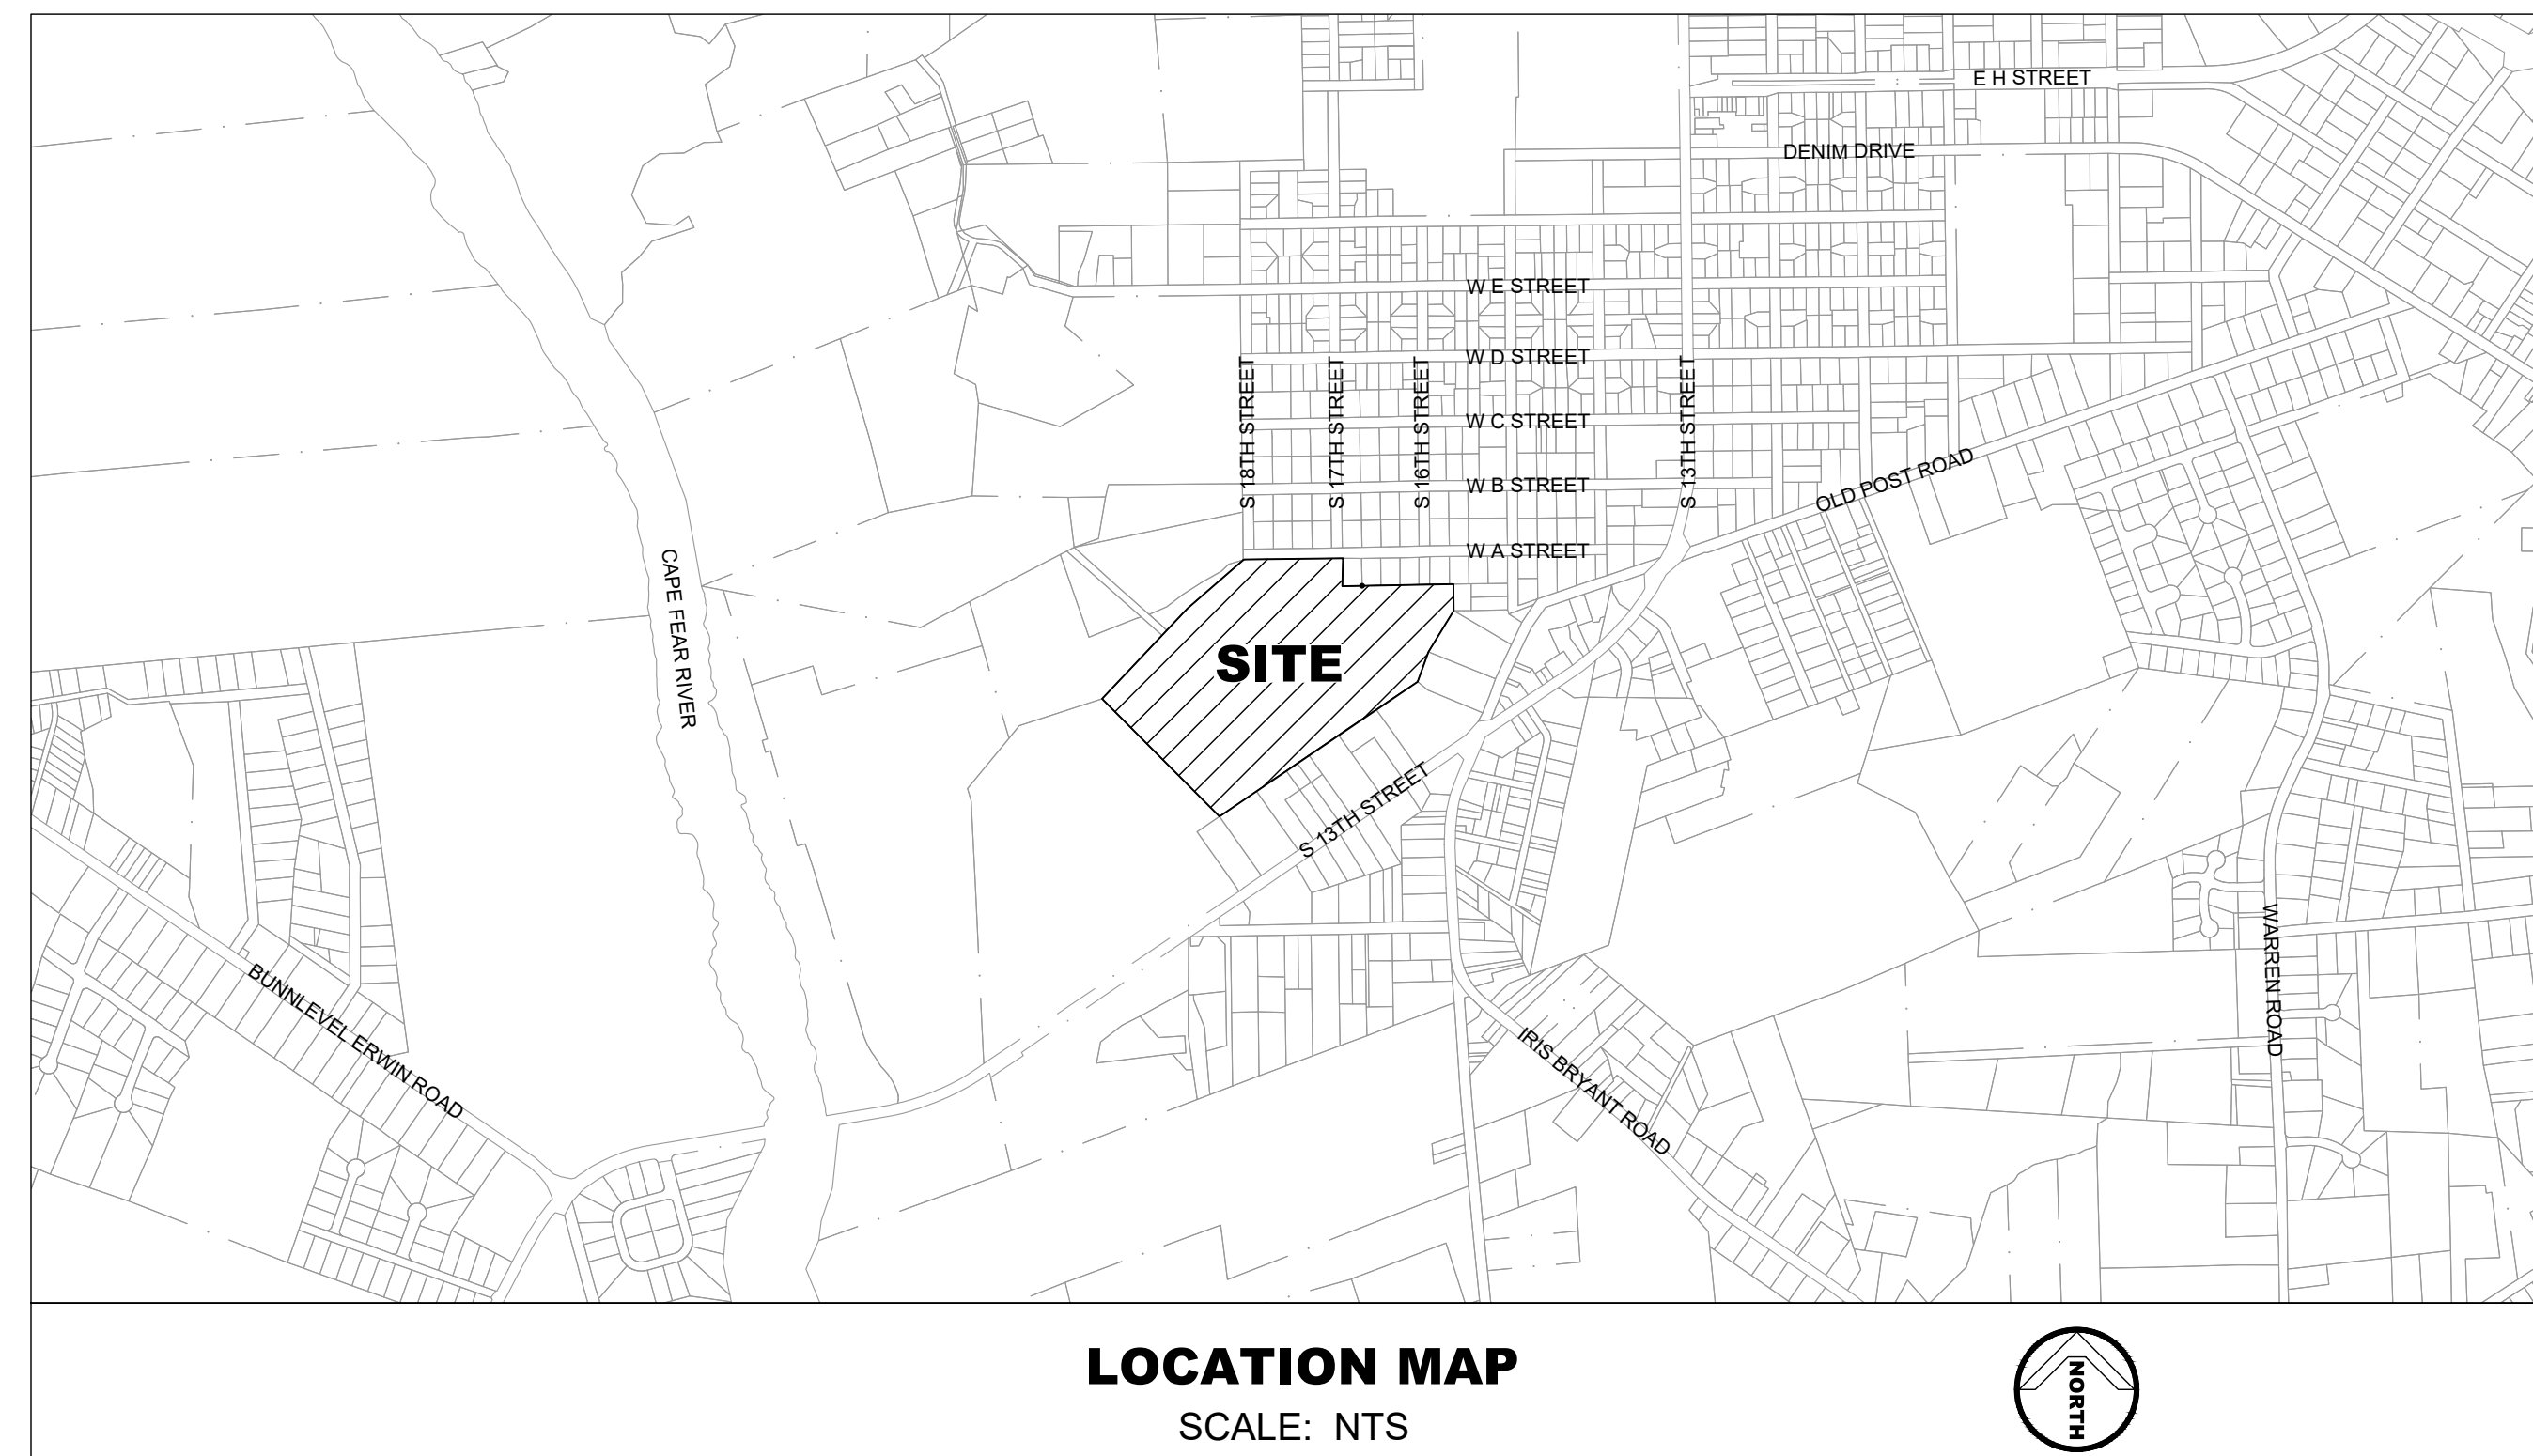 E H STREET
DENIM DRIVE
W E STREET
W D STREET
S 18TH STREET
S 17TH STREET
S 16TH STREET
S 13TH STREET
W C STREET
W B STREET
OLD POST ROAD
W A STREET
CAPE FEAR RIVER
SITE
S 13TH STREET
BUNNLEVEL ERWIN ROAD
WARREN ROAD
IRIS BRYANT ROAD
LOCATION MAP
SCALE: NTS
NORTH